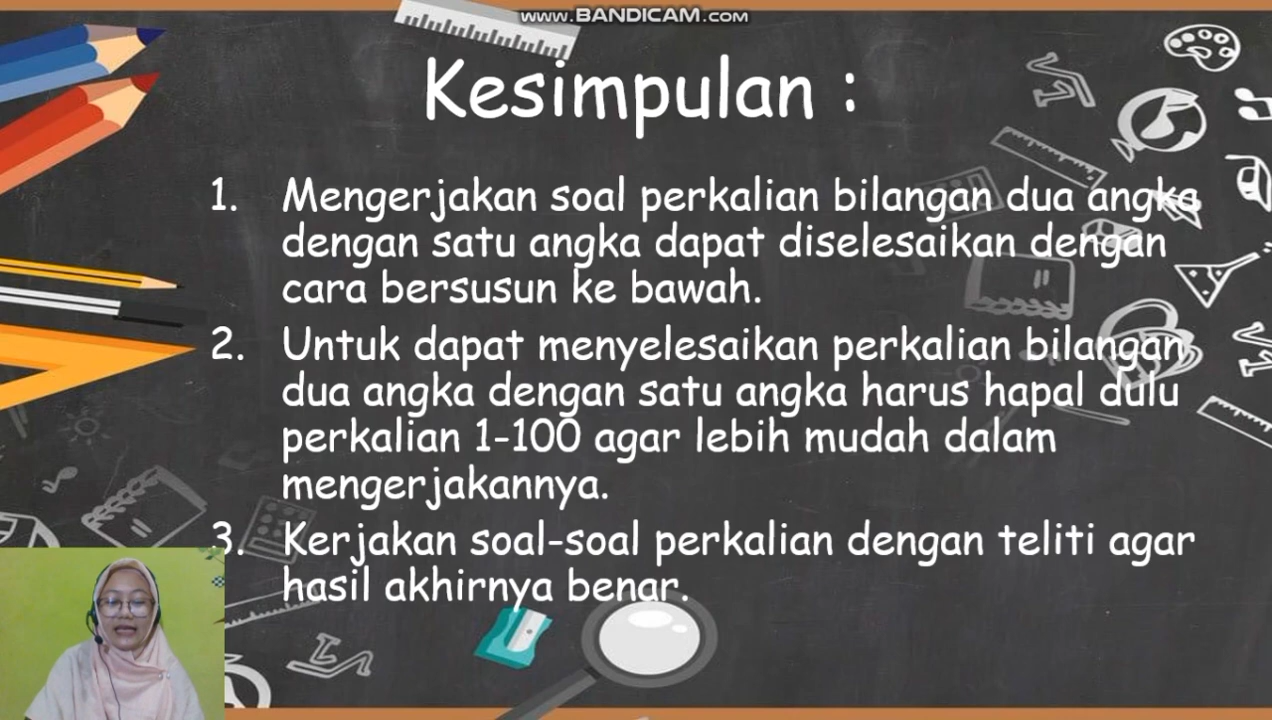 www.BANDICAM.com
Kesimpulan :
1. Mengerjakan soal perkalian bilangan dua angka
dengan satu angka dapat diselesaikan dengan
cara bersusun ke bawah.
2. Untuk dapat menyelesaikan perkalian bilangan
dua angka dengan satu angka harus hapal dulu
perkalian 1-100 agar lebih mudah dalam
mengerjakannya.
3. Kerjakan soal-soal perkalian dengan teliti agar
hasil akhirnya benar.